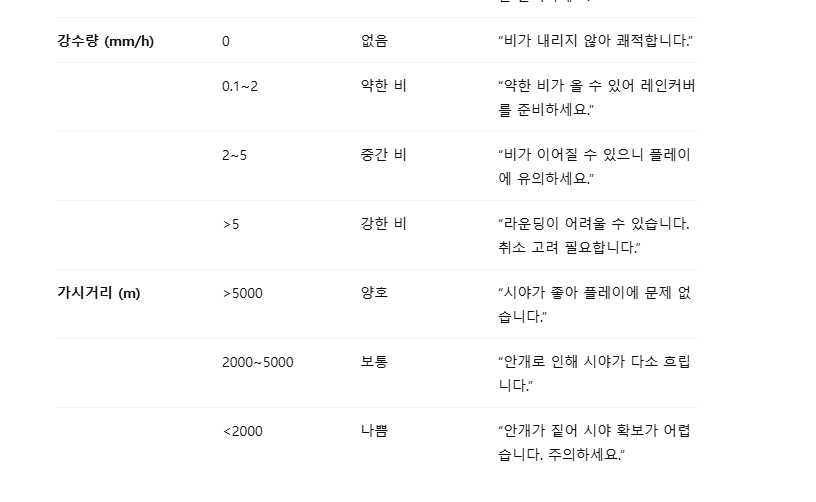 강수량 (mm/h) 0 없음 “비가 내리지 않아 쾌적합니다.”
0.1~2 약한 비 “약한 비가 올 수 있어 레인커버
를 준비하세요.”
2~5 중간 비 “비가 이어질 수 있으니 플레이
에 유의하세요.”
>5 강한 비 “라운딩이 어려울 수 있습니다.
취소 고려 필요합니다.”
가시거리 (m) >5000 양호 “시야가 좋아 플레이에 문제 없
습니다.”
2000~5000 보통 “안개로 인해 시야가 다소 흐립
니다.”
<2000 나쁨 “안개가 짙어 시야 확보가 어렵
습니다. 주의하세요.”